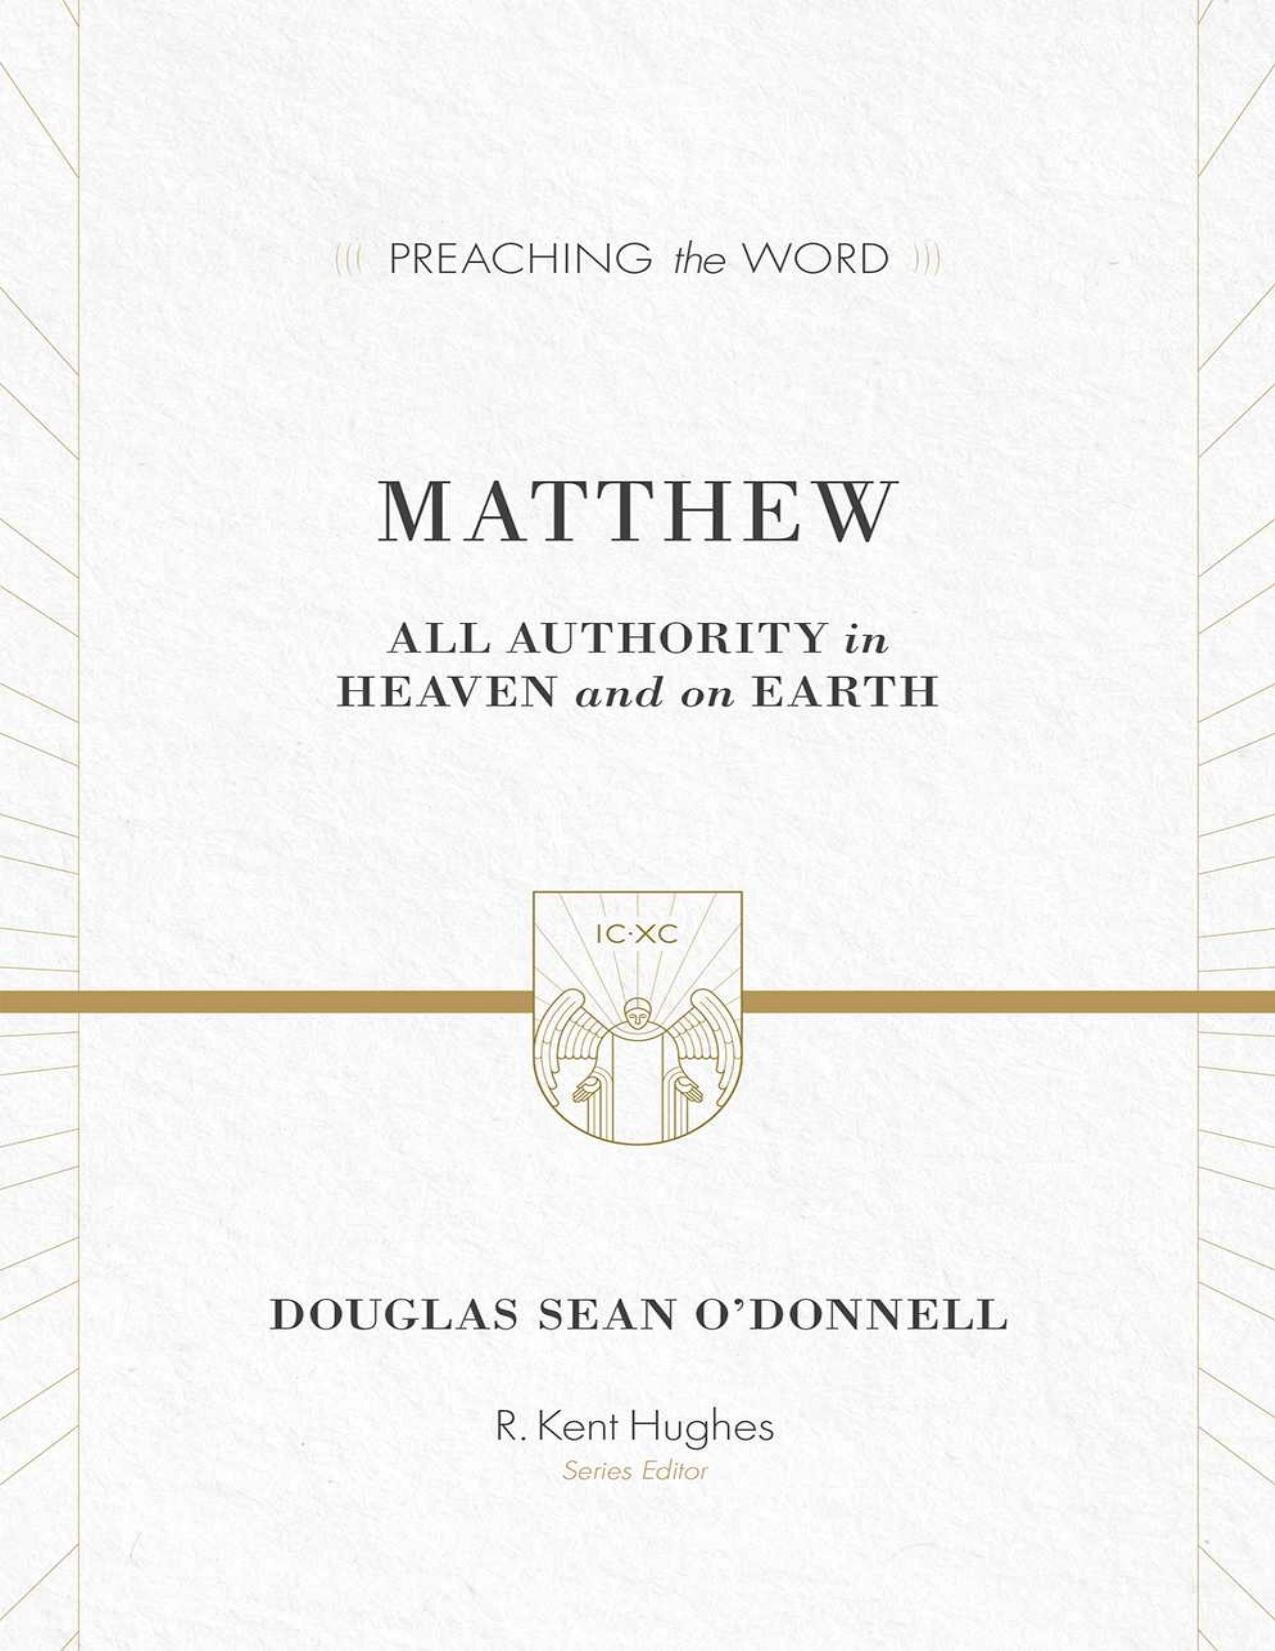 PREACHING the WORD
MATTHEW
ALL AUTHORITY in
HEAVEN and on EARTH
IC·XC
DOUGLAS SEAN O’DONNELL
R. Kent Hughes
Series Editor